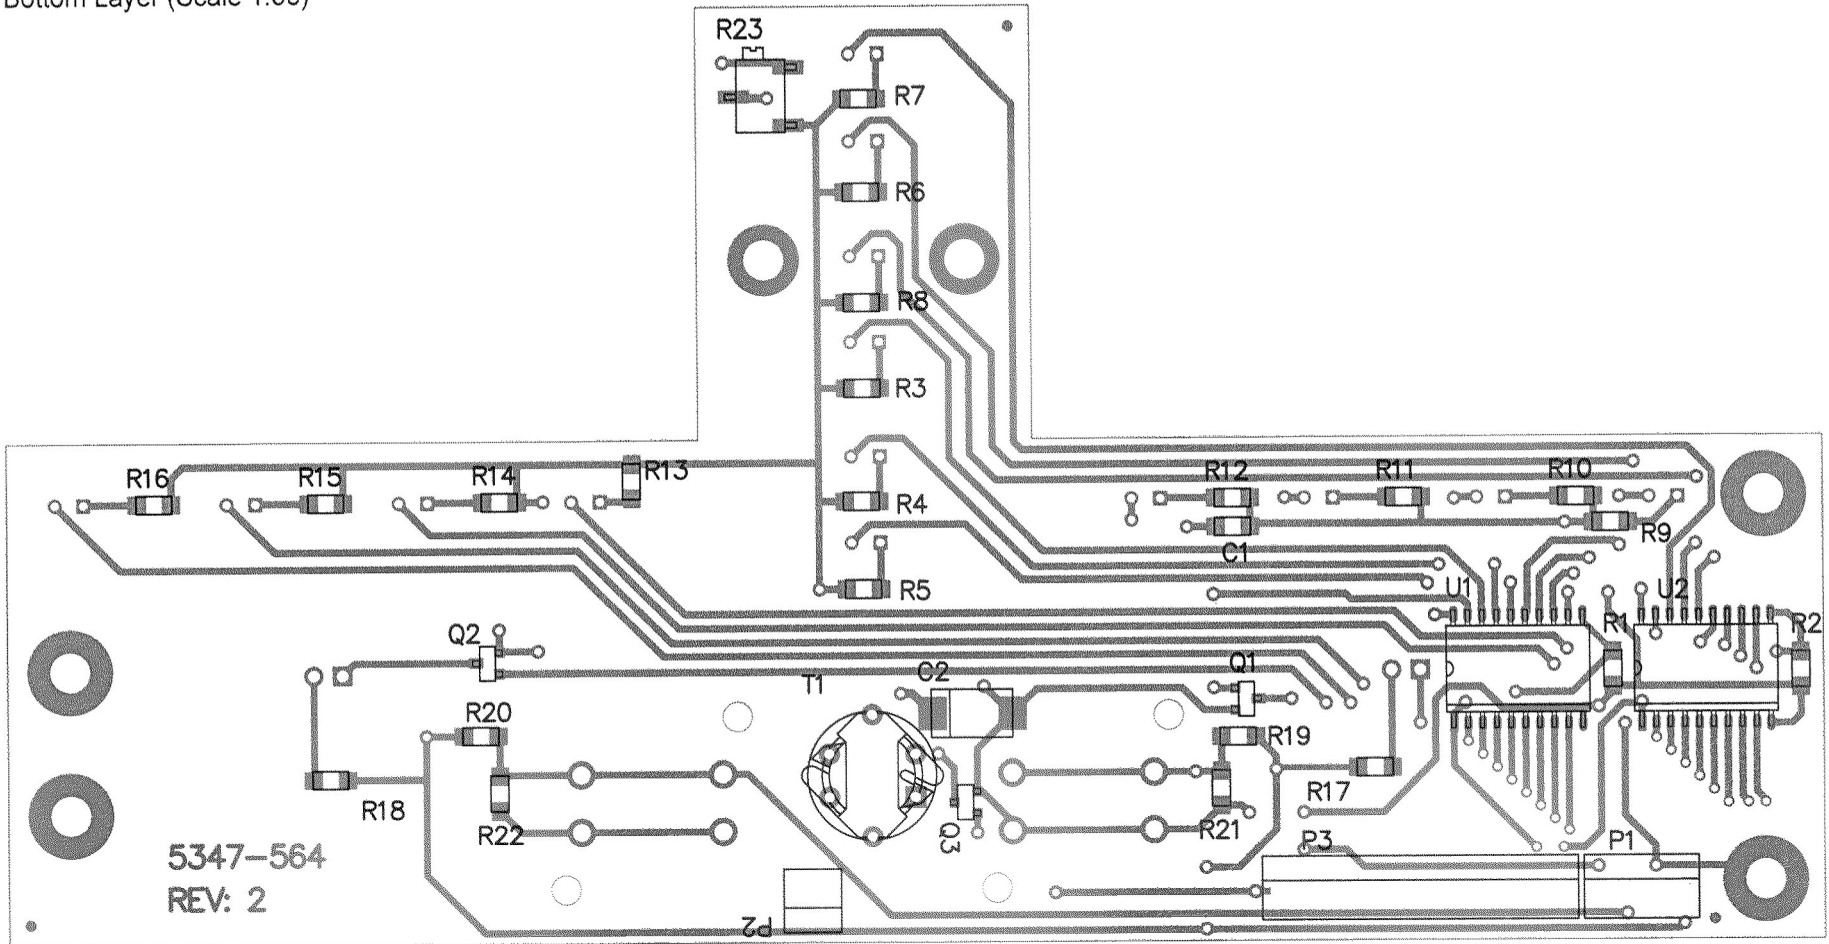 Bottom Layer (Scale 1:09)
R23
R7
R6
R8
R3
R16
R15
R14
R13
R4
R12
R11
R10
R9
C1
R5
U1
U2
R1
R2
Q2
Q1
C2
T1
R20
R19
R18
R22
R17
R21
Q3
P3
P1
5347-564
REV: 2
P2